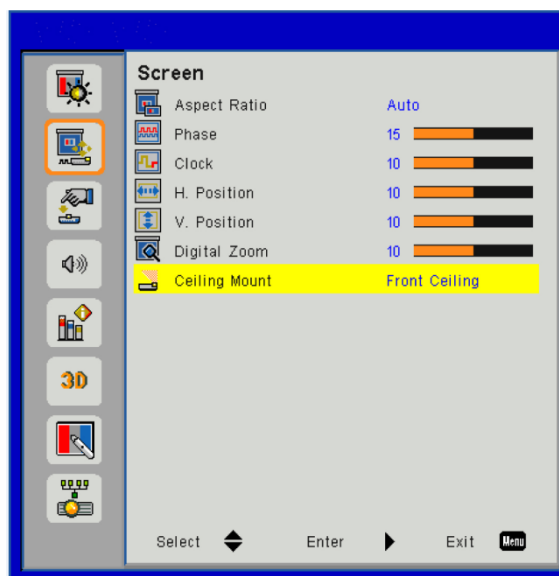 Screen
Aspect Ratio Auto
Phase 15
Clock 10
H. Position 10
V. Position 10
Digital Zoom 10
Ceiling Mount Front Ceiling
3D
Select Enter Exit Menu